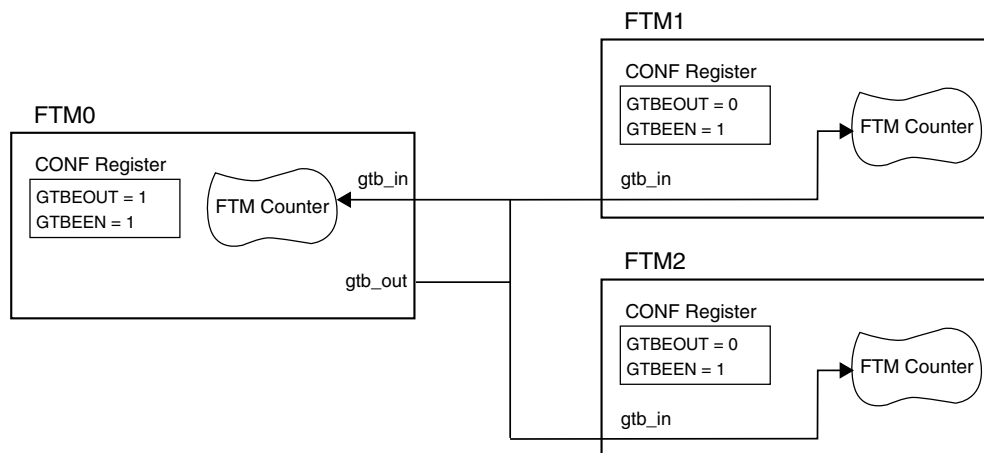 FTM0
CONF Register
GTBEOUT = 1
GTBEEN = 1
FTM Counter
gtb_in
gtb_out
FTM1
CONF Register
GTBEOUT = 0
GTBEEN = 1
FTM Counter
gtb_in
FTM2
CONF Register
GTBEOUT = 0
GTBEEN = 1
FTM Counter
gtb_in